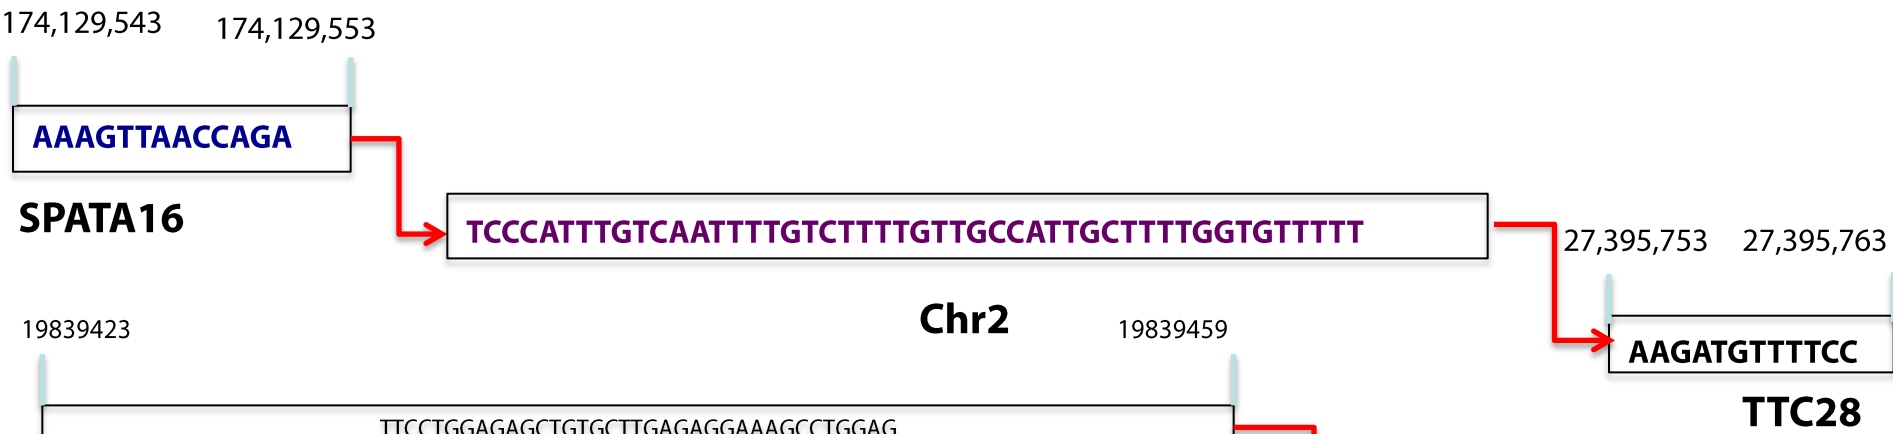 174,129,543 174,129,553
AAAGTTAACCAGA
SPATA16
TCCCATTTGTCAATTTTGTCTTTTGTTGCCATTGCTTTTGGTGTTTTT
27,395,753 27,395,763
Chr2
19839423 19839459
AAGATGTTTTCC
TTC28
TTCCTGGAGAGCTGTGCTTGAGAGGAAAGCCTGGAG